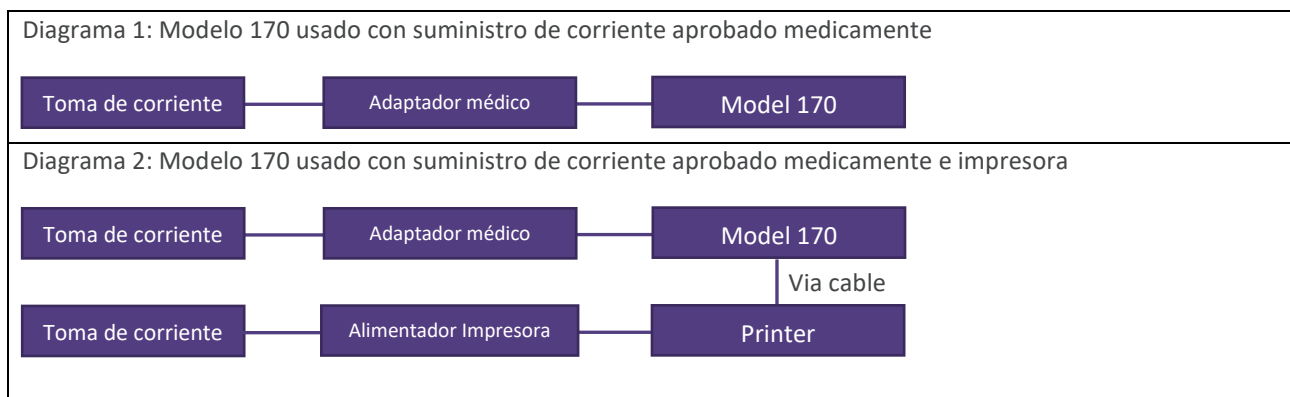 Diagrama 1: Modelo 170 usado con suministro de corriente aprobado medicamente
Toma de corriente Adaptador médico Model 170
Diagrama 2: Modelo 170 usado con suministro de corriente aprobado medicamente e impresora
Toma de corriente Adaptador médico Model 170
Via cable
Toma de corriente Alimentador Impresora Printer